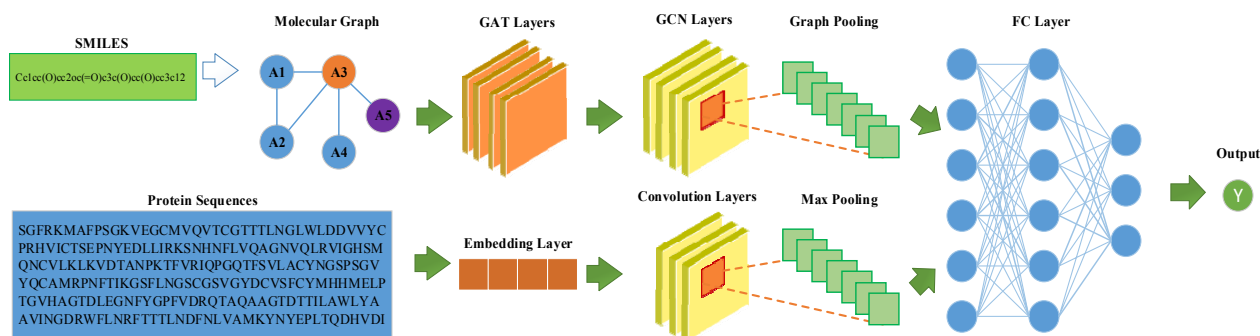 SMILES
Cc1cc(O)cc2oc(=O)c3c(O)cc(O)cc3c12
Molecular Graph
A1
A3
A5
A2
A4
GAT Layers
GCN Layers
Graph Pooling
FC Layer
Output
Y
Protein Sequences
SGFRKMAFPSGKVEGCMVQVTCGTTTLNGLWLDDVVYC
PRHVICTSEPNYEDLLIRKSNHNFLVQAGNVQLRVIGHSM
QNCVLKLKVDTANPKTFVRIQPGQTFSVLACYNGSPSGV
YQCAMRPNFTIKGSFLNGSCGSVGYDCVSFCYMHHMELP
TGVHAGTDLEGNFYGPFVDRQTAQAAGTDTTILAWLYA
AVINGDRWFLNRFTTTLNDFNLVAMKYNYEPLTQDHVDI
Embedding Layer
Convolution Layers
Max Pooling